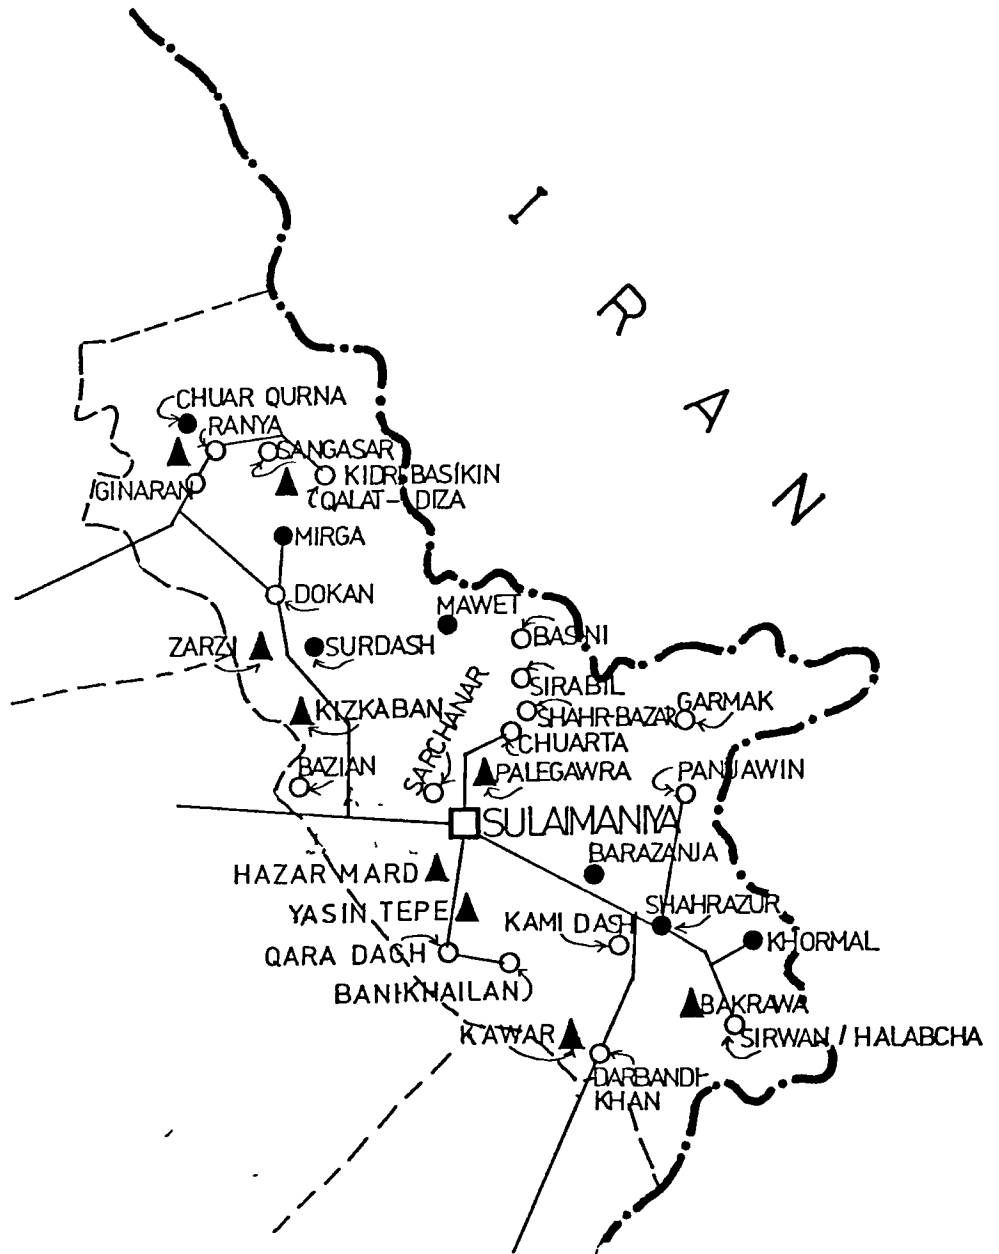 IRAN
CHUAR QURNA
RANYA
SANGASAR
KIDR BASIKIN
GINARAN
QALAT-DIZA
MIRGA
DOKAN
MAWET
BASNI
ZARZI
SURDASH
SIRABIL
SARCHANAR
KIZKABAN
SHAHR-BAZAR
GARMAK
CHUARTA
BAZIAN
PALEGAWRA
PANJAWIN
SULAIMANIYA
BARAZANJA
HAZAR MARD
SHAHRAZUR
YASIN TEPE
KAMI DASH
KHORMAL
QARA DAGH
BANIKHAILAN
BAKRAWA
KAWAR
SIRWAN / HALABCHA
DARBANDI-
KHAN